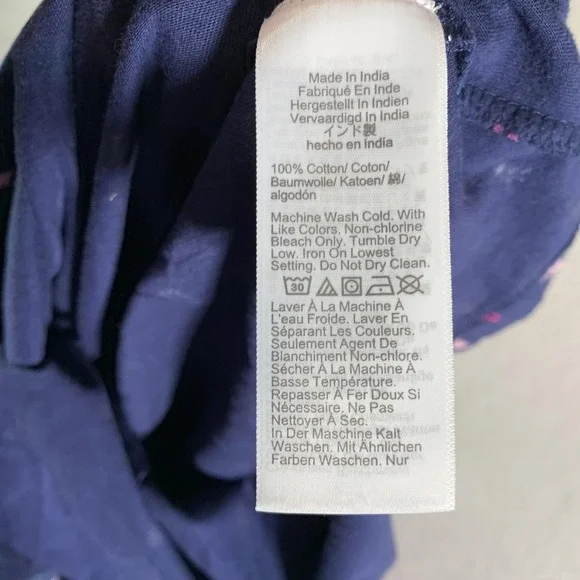 Made In India
Fabriqué En Inde
Hergestellt In Indien
Vervaardigd In Indien
インド製
hecho en india
100% Cotton/ Coton/
Baumwolle/ Katoen/ 綿/
algodón
Machine Wash Cold. With
Like Colors. Non-chlorine
Bleach Only. Tumble Dry
Low. Iron On Lowest
Setting. Do Not Dry Clean.
30
Laver À La Machine À
L'eau Froide. Laver En
Séparant Les Couleurs.
Seulement Agent De
Blanchiment Non-chlore.
Sécher À La Machine À
Basse Température.
Repasser À Fer Doux Si
Nécessaire. Ne Pas
Nettoyer À Sec.
In Der Maschine Kalt
Waschen. Mit Ähnlichen
Farben Waschen. Nur